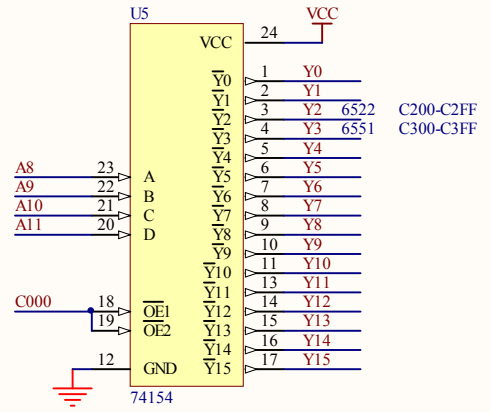 U5
VCC
VCC 24
Y0 1 Y0
Y1 2 Y1
Y2 3 Y2 6522 C200-C2FF
Y3 4 Y3 6551 C300-C3FF
Y4 5 Y4
A8 23 A Y5 6 Y5
A9 22 B Y6 7 Y6
A10 21 C Y7 8 Y7
A11 20 D Y8 9 Y8
Y9 10 Y9
Y10 11 Y10
Y11 13 Y11
C000 18 OE1 Y12 14 Y12
19 OE2 Y13 15 Y13
Y14 16 Y14
12 GND Y15 17 Y15
74154